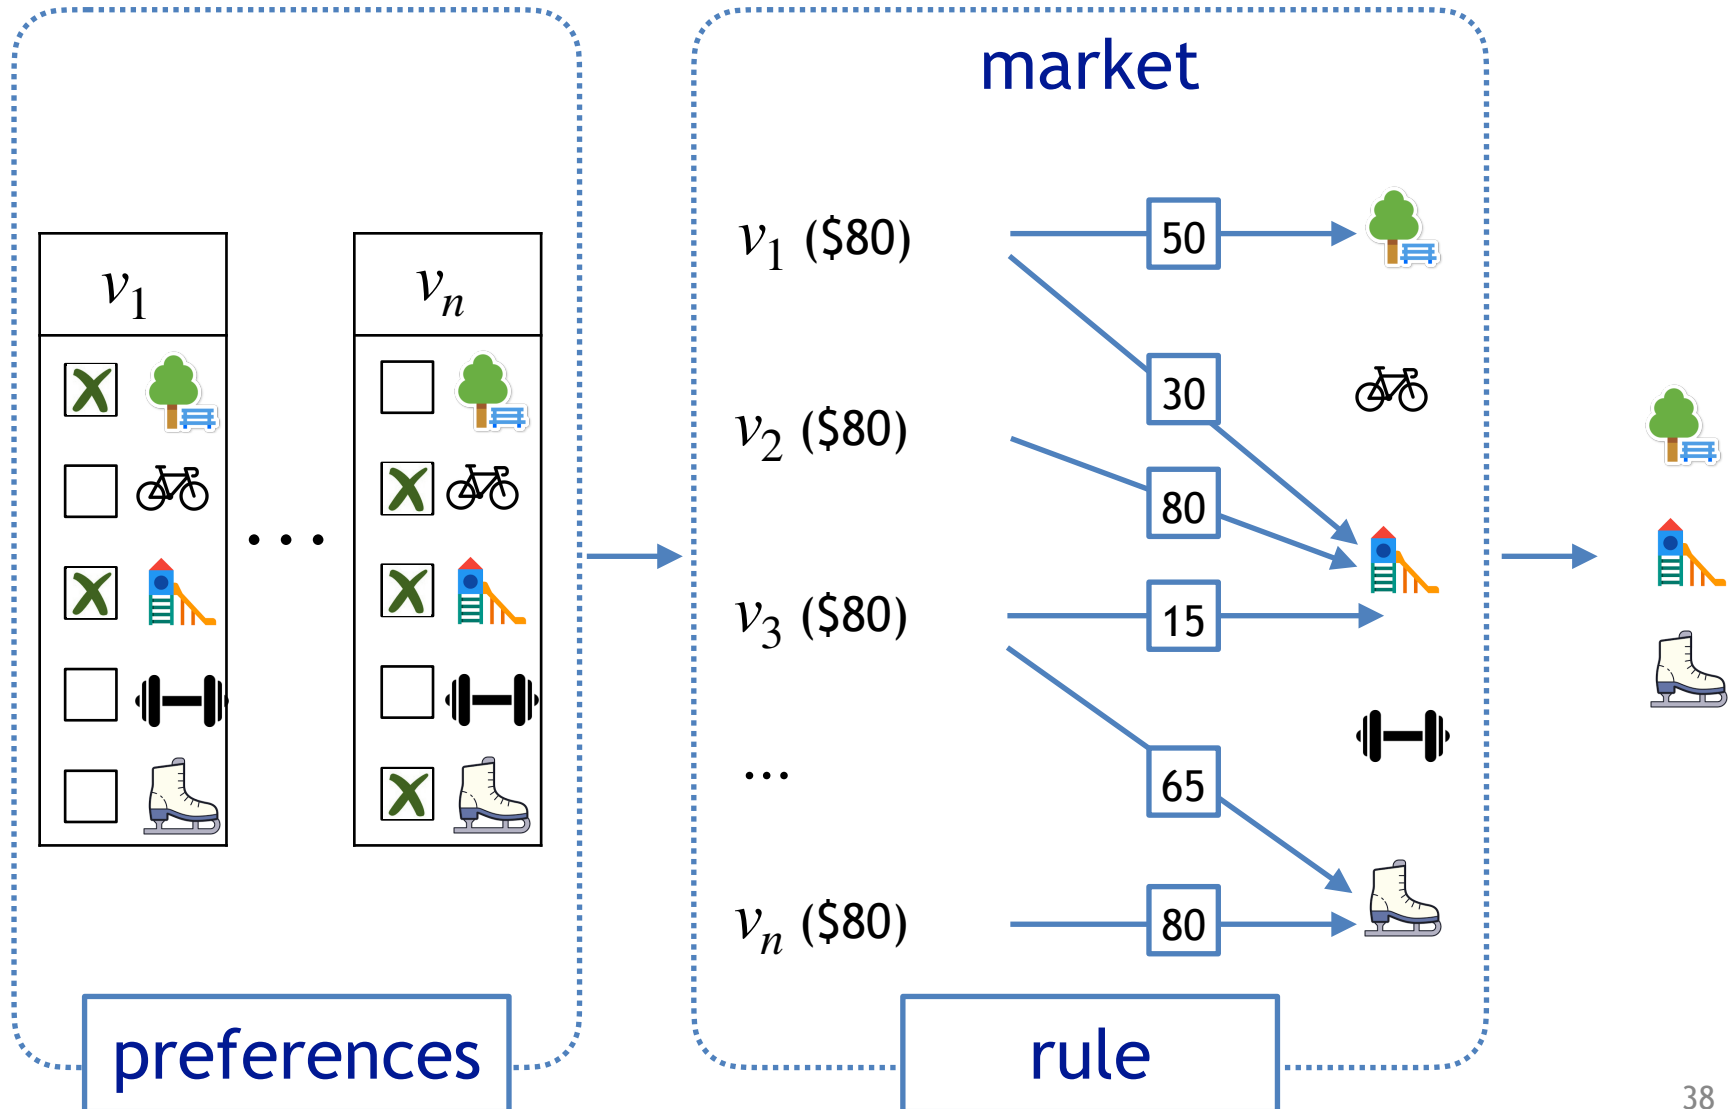 market
v₁
vₙ
. . .
v₁ ($80)
50
30
v₂ ($80)
80
v₃ ($80)
15
...
65
vₙ ($80)
80
preferences
rule
38